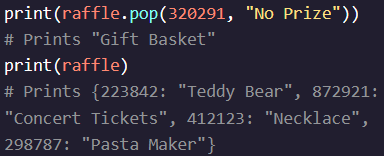 print(raffle.pop(320291, "No Prize"))
# Prints "Gift Basket"
print(raffle)
# Prints {223842: "Teddy Bear", 872921:
"Concert Tickets", 412123: "Necklace",
298787: "Pasta Maker"}